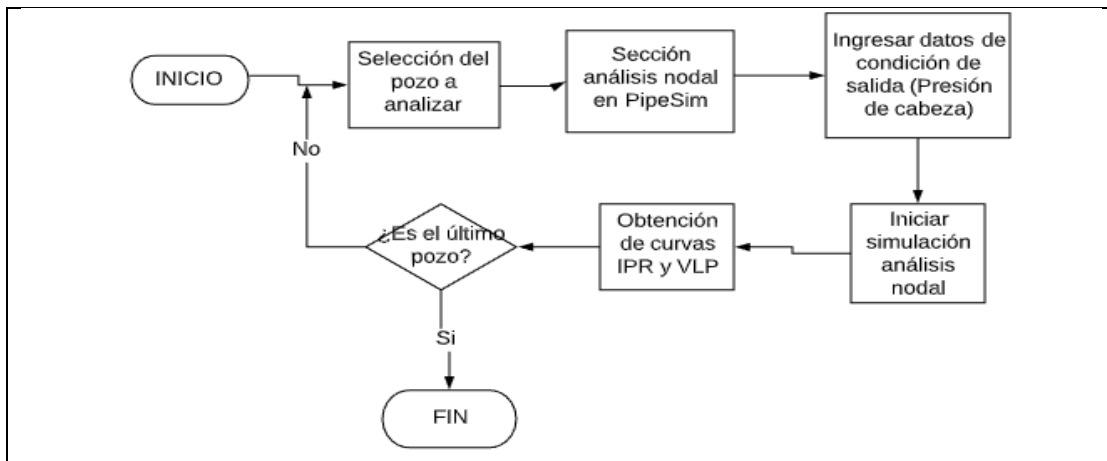 INICIO
Selección del
pozo a
analizar
Sección
análisis nodal
en PipeSim
Ingresar datos de
condición de
salida (Presión
de cabeza)
Iniciar
simulación
análisis
nodal
Obtención
de curvas
IPR y VLP
¿Es el último
pozo?
No
Si
FIN